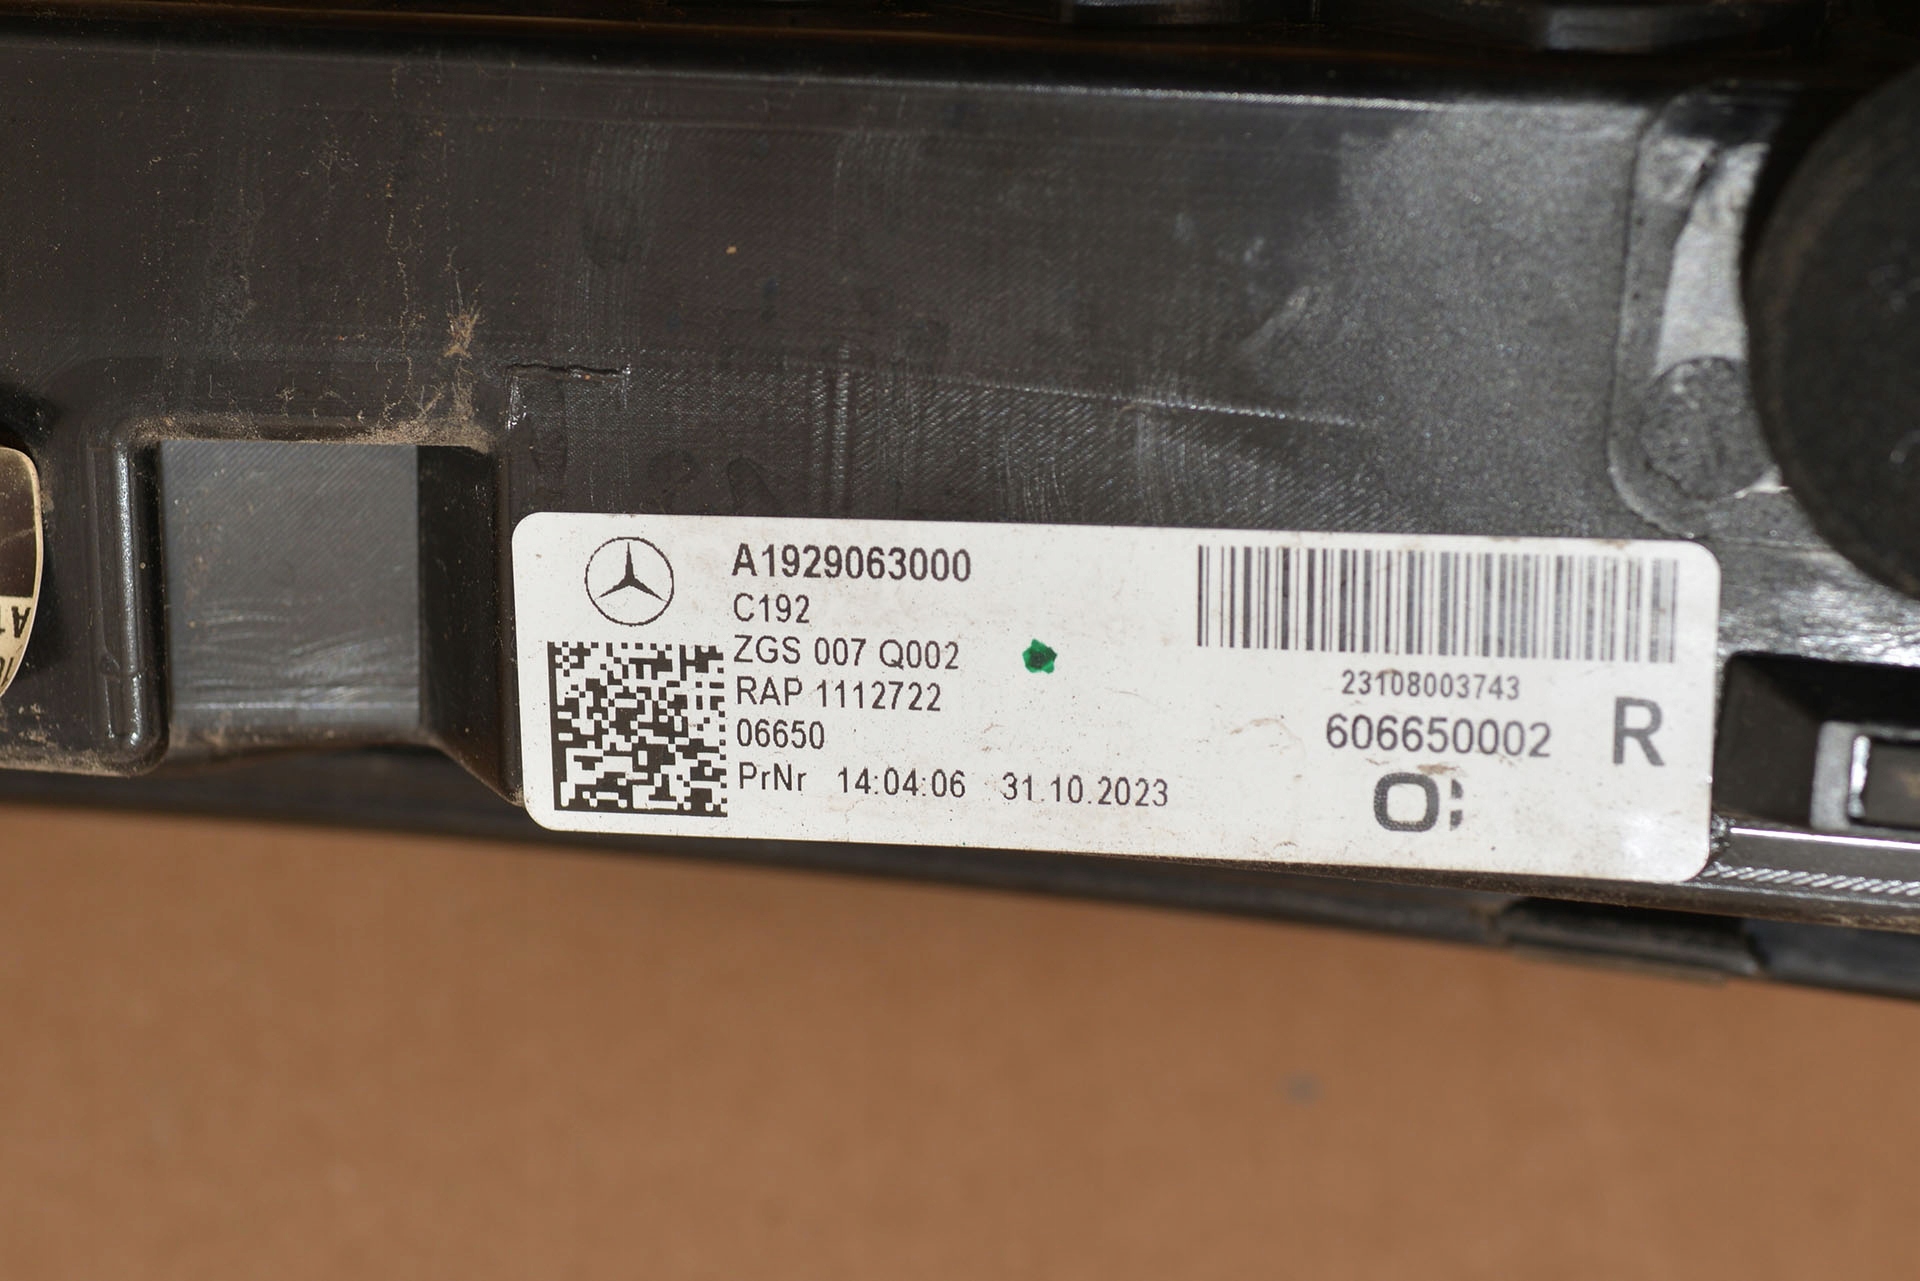 A1929063000
C192
ZGS 007 Q002
RAP 1112722
06650
PrNr 14:04:06 31.10.2023
23108003743
606650002 R